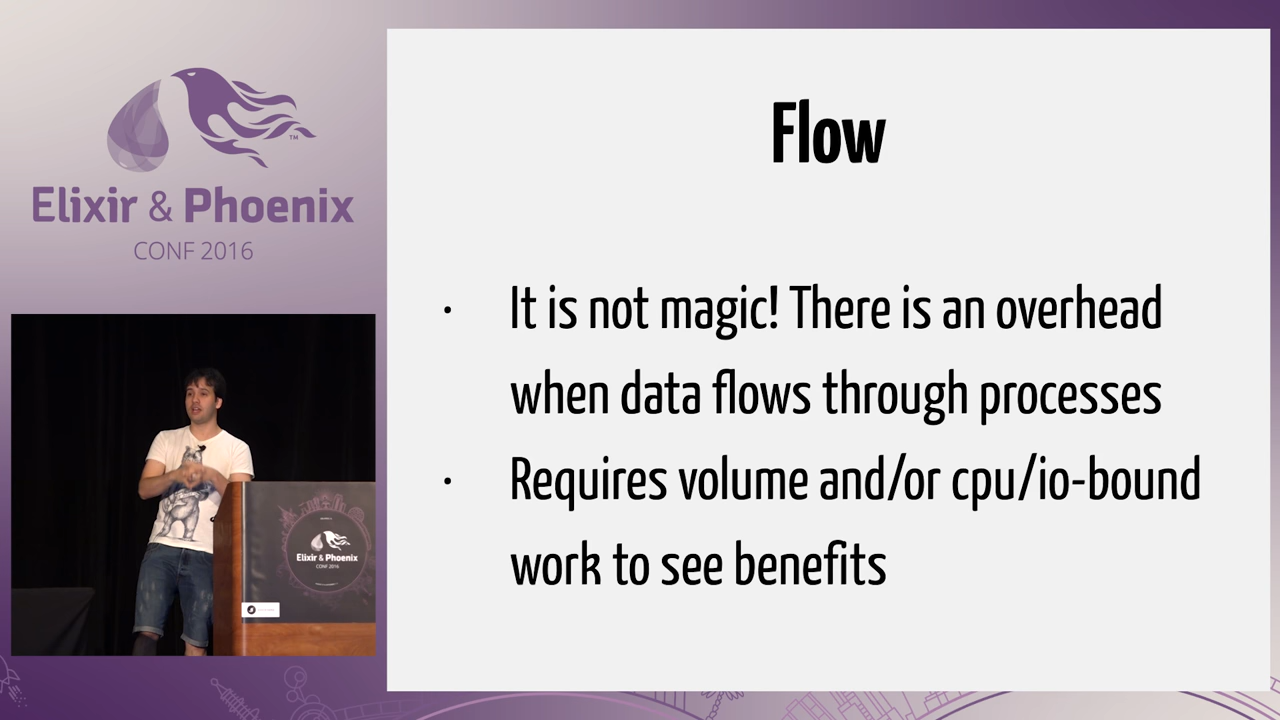 Elixir & Phoenix
TM
CONF 2016
Flow
· It is not magic! There is an overhead
when data flows through processes
· Requires volume and/or cpu/io-bound
work to see benefits
Elixir & Phoenix
CONF 2016